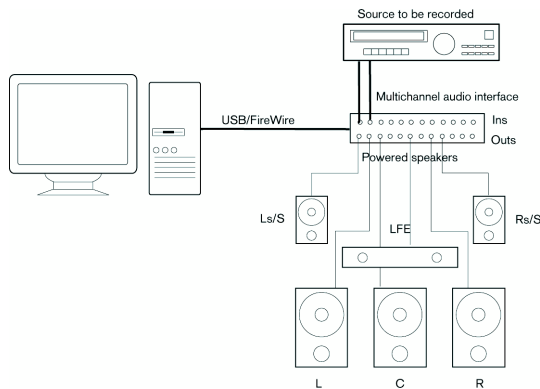 Source to be recorded
Multichannel audio interface
USB/FireWire
Ins
Outs
Powered speakers
Ls/S
Rs/S
LFE
L
C
R